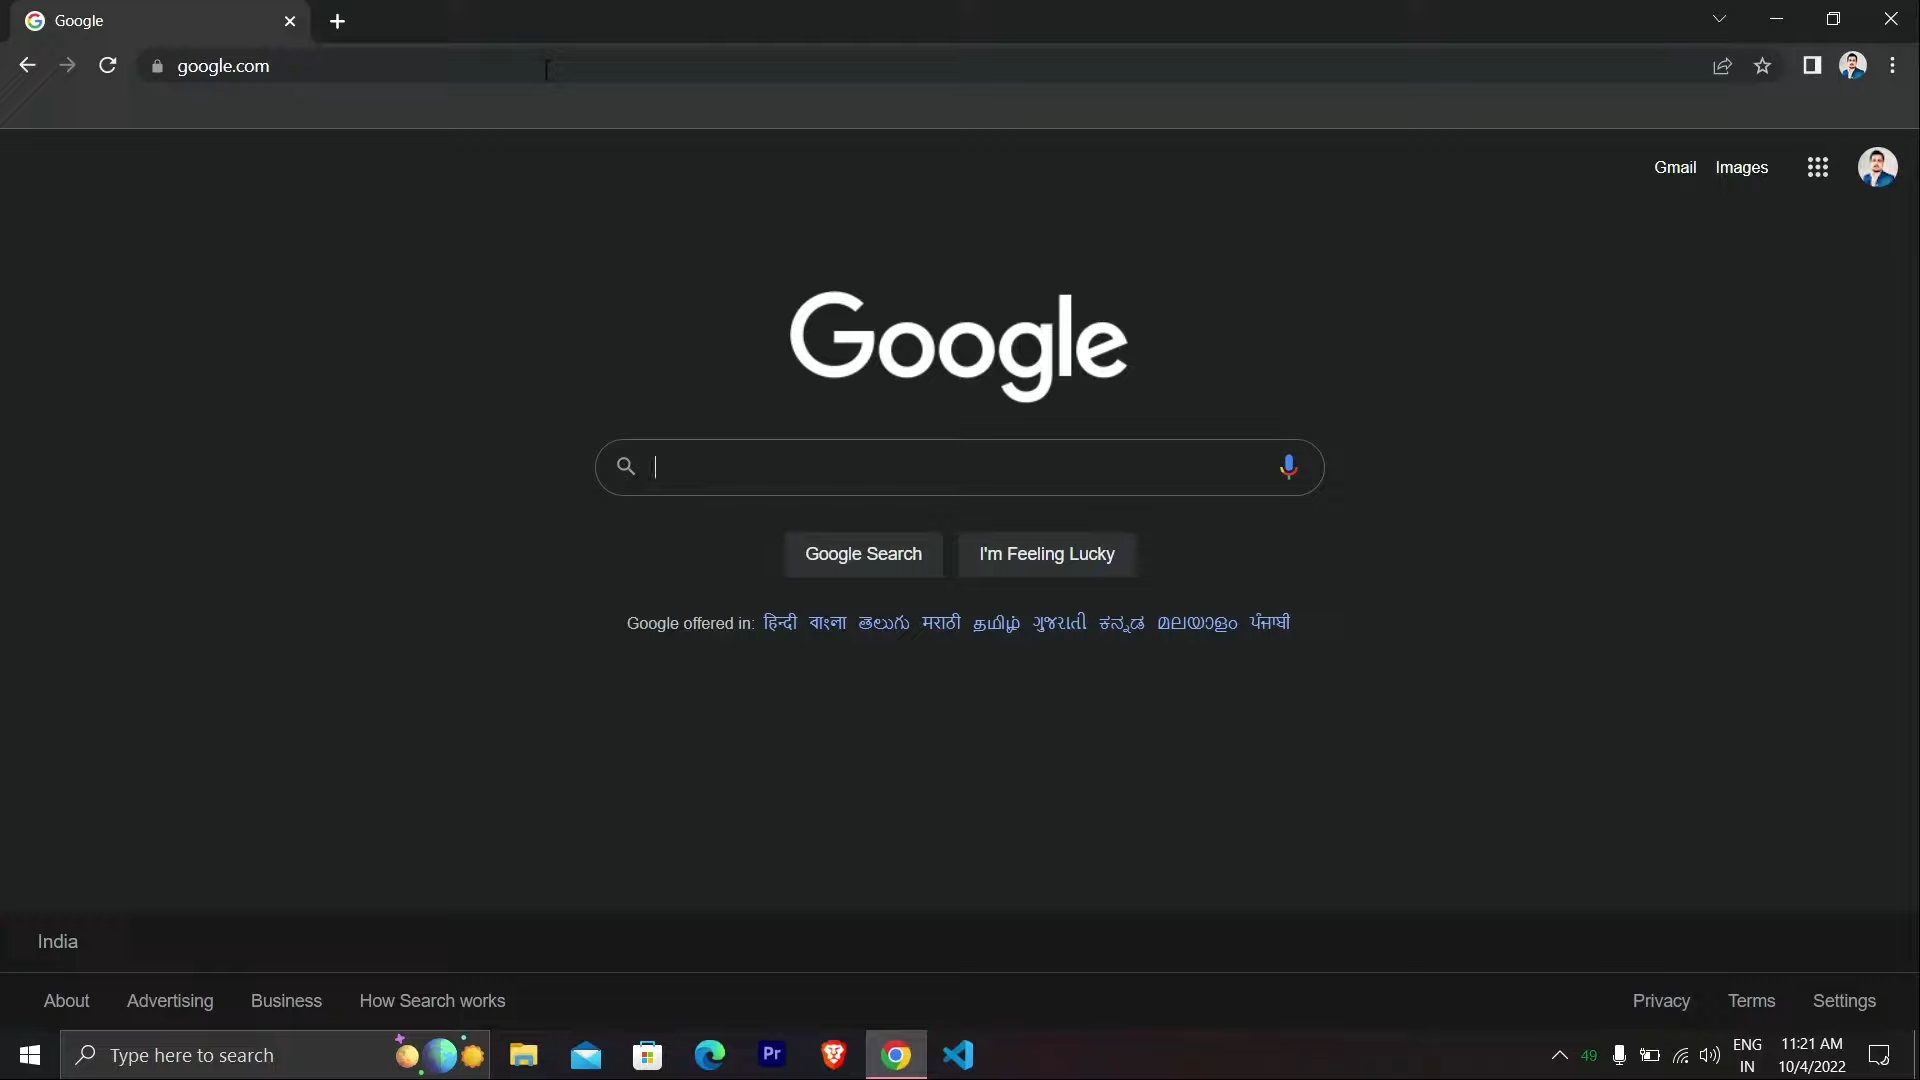 Google
google.com
Gmail Images
Google
Google Search I'm Feeling Lucky
Google offered in: हिन्दी বাংলা తెలుగు मराठी தமிழ் ગુજરાતી ಕನ್ನಡ മലയാളം ਪੰਜਾਬੀ
India
About Advertising Business How Search works Privacy Terms Settings
Type here to search Pr 49 ENG 11:21 AM
IN 10/4/2022